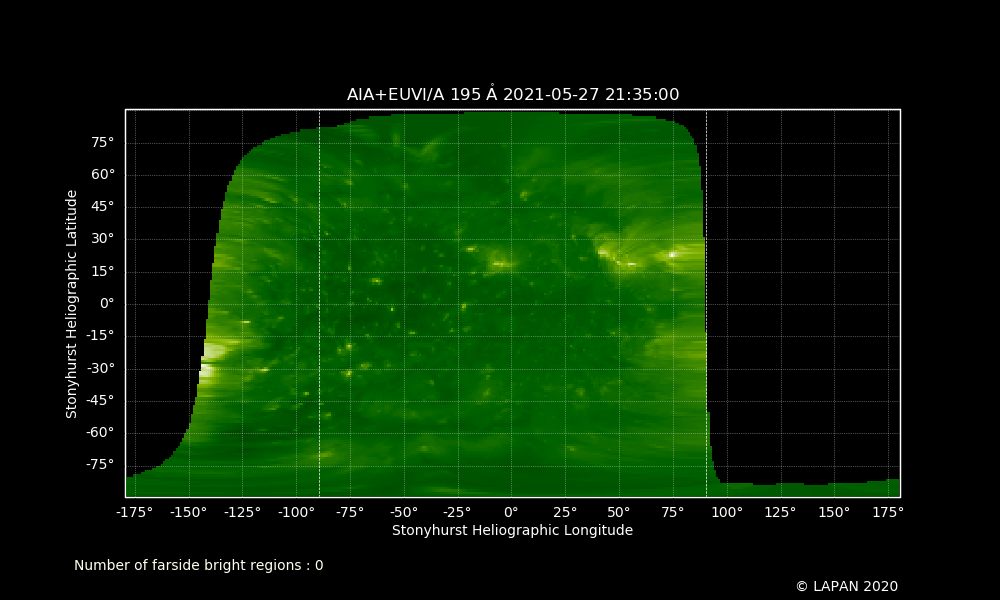 AIA+EUVI/A 195 Å 2021-05-27 21:35:00
Stonyhurst Heliographic Latitude
75°
60°
45°
30°
15°
0°
-15°
-30°
-45°
-60°
-75°
-175° -150° -125° -100° -75° -50° -25° 0° 25° 50° 75° 100° 125° 150° 175°
Stonyhurst Heliographic Longitude
Number of farside bright regions : 0
© LAPAN 2020